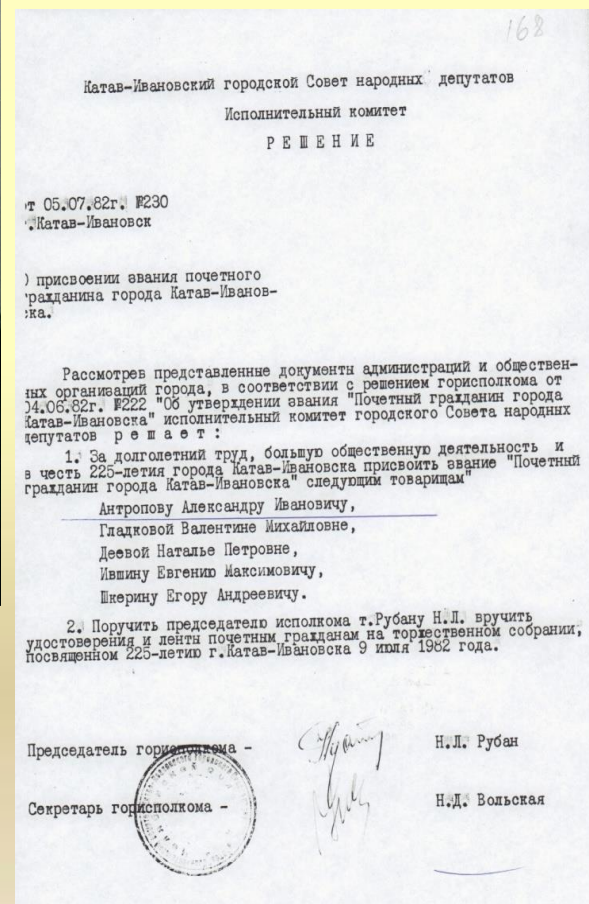 168
Катав-Ивановский городской Совет народных депутатов
Исполнительный комитет
Р Е Ш Е Н И Е
т 05.07.82г. №230
.Катав-Ивановск
) присвоении звания почетного
ражданина города Катав-Иванов-
ска.
Рассмотрев представленные документы администраций и обществен-
ных организаций города, в соответствии с решением горисполкома от
04.06.82г. №222 "Об утверждении звания "Почетный гражданин города
Катав-Ивановска" исполнительный комитет городского Совета народных
депутатов р е ш а е т :
1. За долголетний труд, большую общественную деятельность и
в честь 225-летия города Катав-Ивановска присвоить звание "Почетный
гражданин города Катав-Ивановска" следующим товарищам"
Антропову Александру Ивановичу,
Гладковой Валентине Михайловне,
Деевой Наталье Петровне,
Ившину Евгению Максимовичу,
Шкерину Егору Андреевичу.
2. Поручить председателю исполкома т.Рубану Н.Л. вручить
удостоверения и ленты почетным гражданам на торжественном собрании,
посвященном 225-летию г.Катав-Ивановска 9 июля 1982 года.
Председатель горисполкома - Н.Л. Рубан
Секретарь горисполкома - Н.Д. Вольская